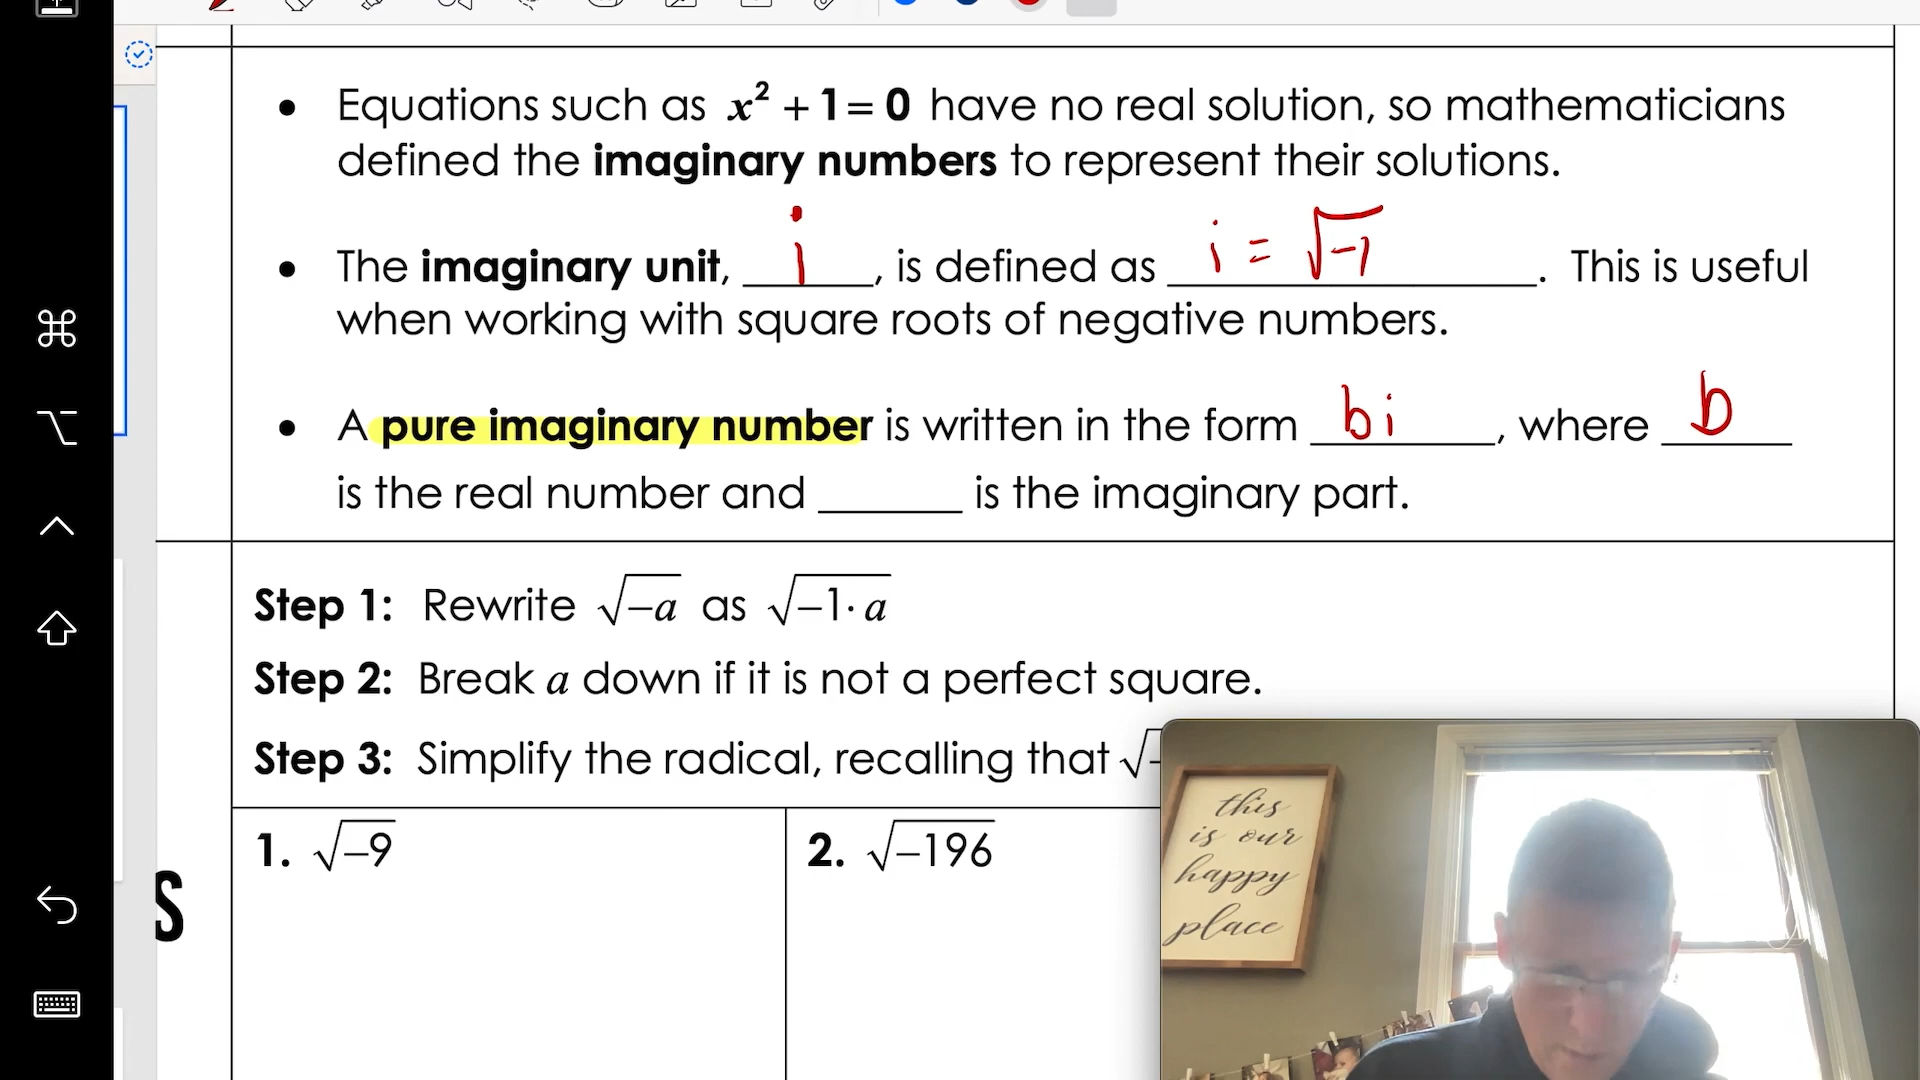 • Equations such as x² + 1 = 0 have no real solution, so mathematicians
defined the imaginary numbers to represent their solutions.
• The imaginary unit, i, is defined as i = √-1. This is useful
when working with square roots of negative numbers.
• A pure imaginary number is written in the form bi, where b
is the real number and ______ is the imaginary part.
Step 1: Rewrite √–a as √–1·a
Step 2: Break a down if it is not a perfect square.
Step 3: Simplify the radical, recalling that √–
1. √–9
2. √–196
S
this
is our
happy
place